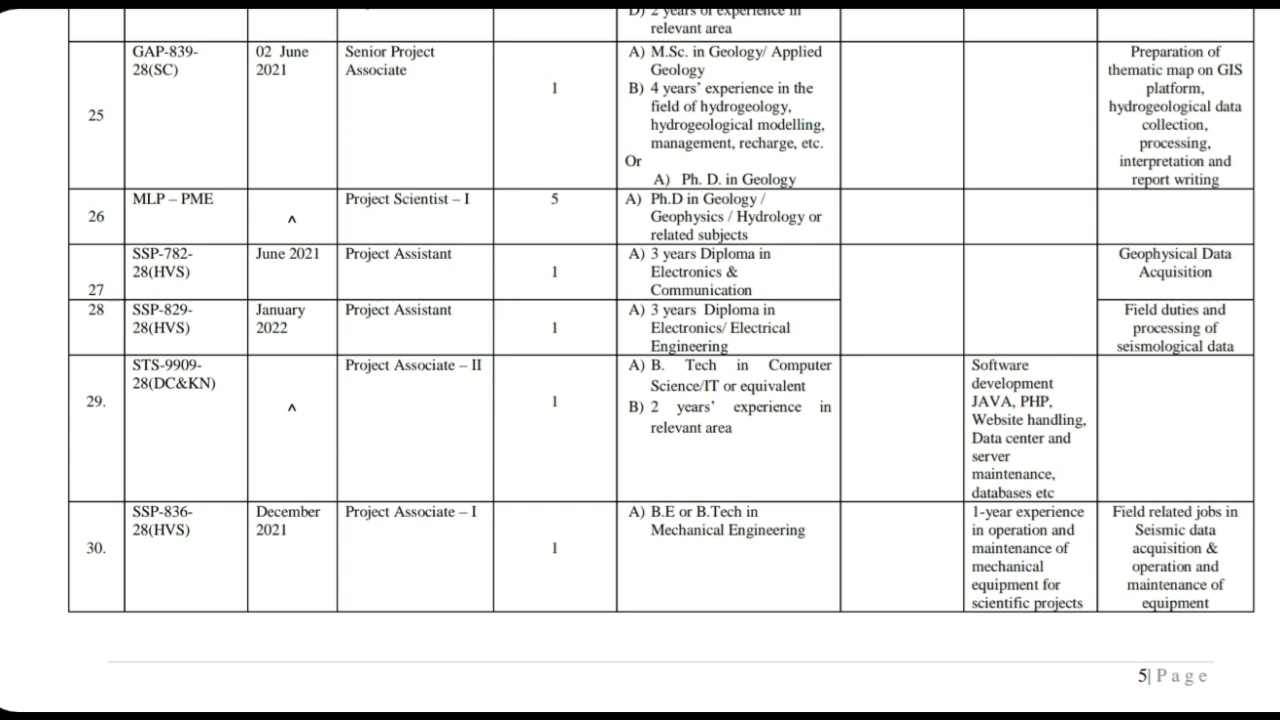 D) 2 years of experience in
relevant area
25
GAP-839-
28(SC)
02 June
2021
Senior Project
Associate
1
A) M.Sc. in Geology/ Applied
Geology
B) 4 years’ experience in the
field of hydrogeology,
hydrogeological modelling,
management, recharge, etc.
Or
A) Ph. D. in Geology
Preparation of
thematic map on GIS
platform,
hydrogeological data
collection,
processing,
interpretation and
report writing
26
MLP – PME
^
Project Scientist – I
5
A) Ph.D in Geology /
Geophysics / Hydrology or
related subjects
27
SSP-782-
28(HVS)
June 2021
Project Assistant
1
A) 3 years Diploma in
Electronics &
Communication
Geophysical Data
Acquisition
28
SSP-829-
28(HVS)
January
2022
Project Assistant
1
A) 3 years Diploma in
Electronics/ Electrical
Engineering
Field duties and
processing of
seismological data
29.
STS-9909-
28(DC&KN)
^
Project Associate – II
1
A) B. Tech in Computer
Science/IT or equivalent
B) 2 years’ experience in
relevant area
Software
development
JAVA, PHP,
Website handling,
Data center and
server
maintenance,
databases etc
30.
SSP-836-
28(HVS)
December
2021
Project Associate – I
1
A) B.E or B.Tech in
Mechanical Engineering
1-year experience
in operation and
maintenance of
mechanical
equipment for
scientific projects
Field related jobs in
Seismic data
acquisition &
operation and
maintenance of
equipment
5| P a g e